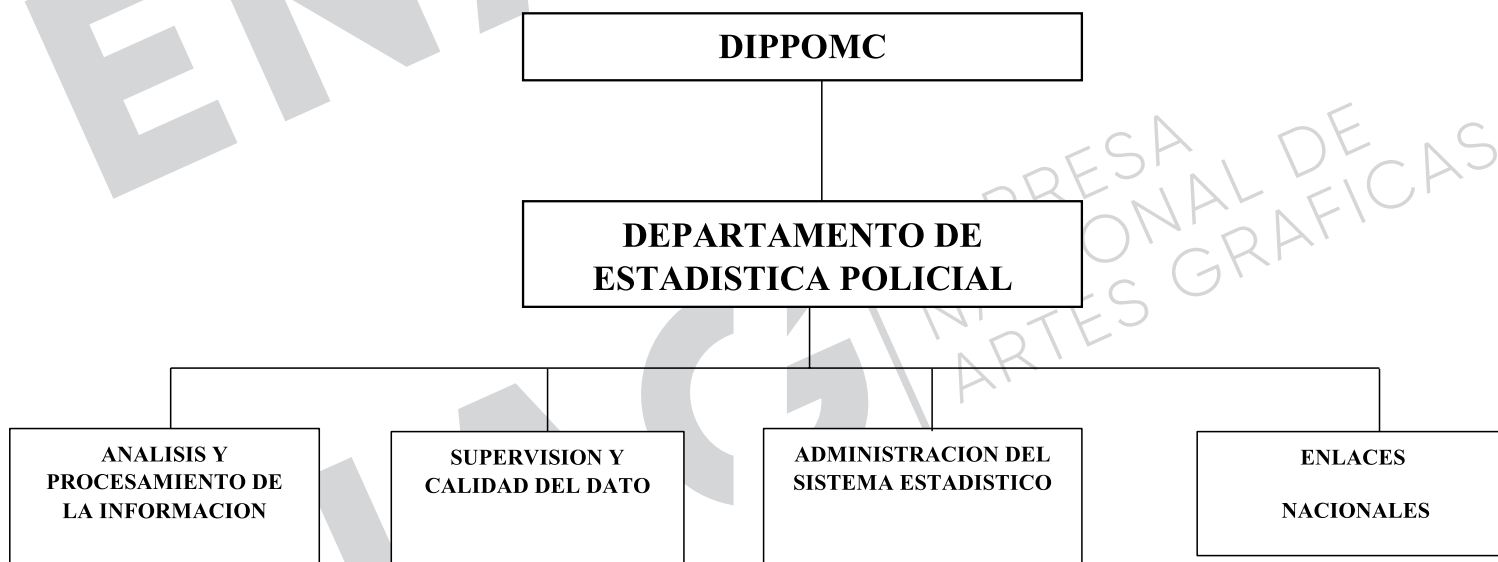 DIPPOMC
DEPARTAMENTO DE
ESTADISTICA POLICIAL
ANALISIS Y
PROCESAMIENTO DE
LA INFORMACION
SUPERVISION Y
CALIDAD DEL DATO
ADMINISTRACION DEL
SISTEMA ESTADISTICO
ENLACES
NACIONALES
DE
ARTES GRAFICAS